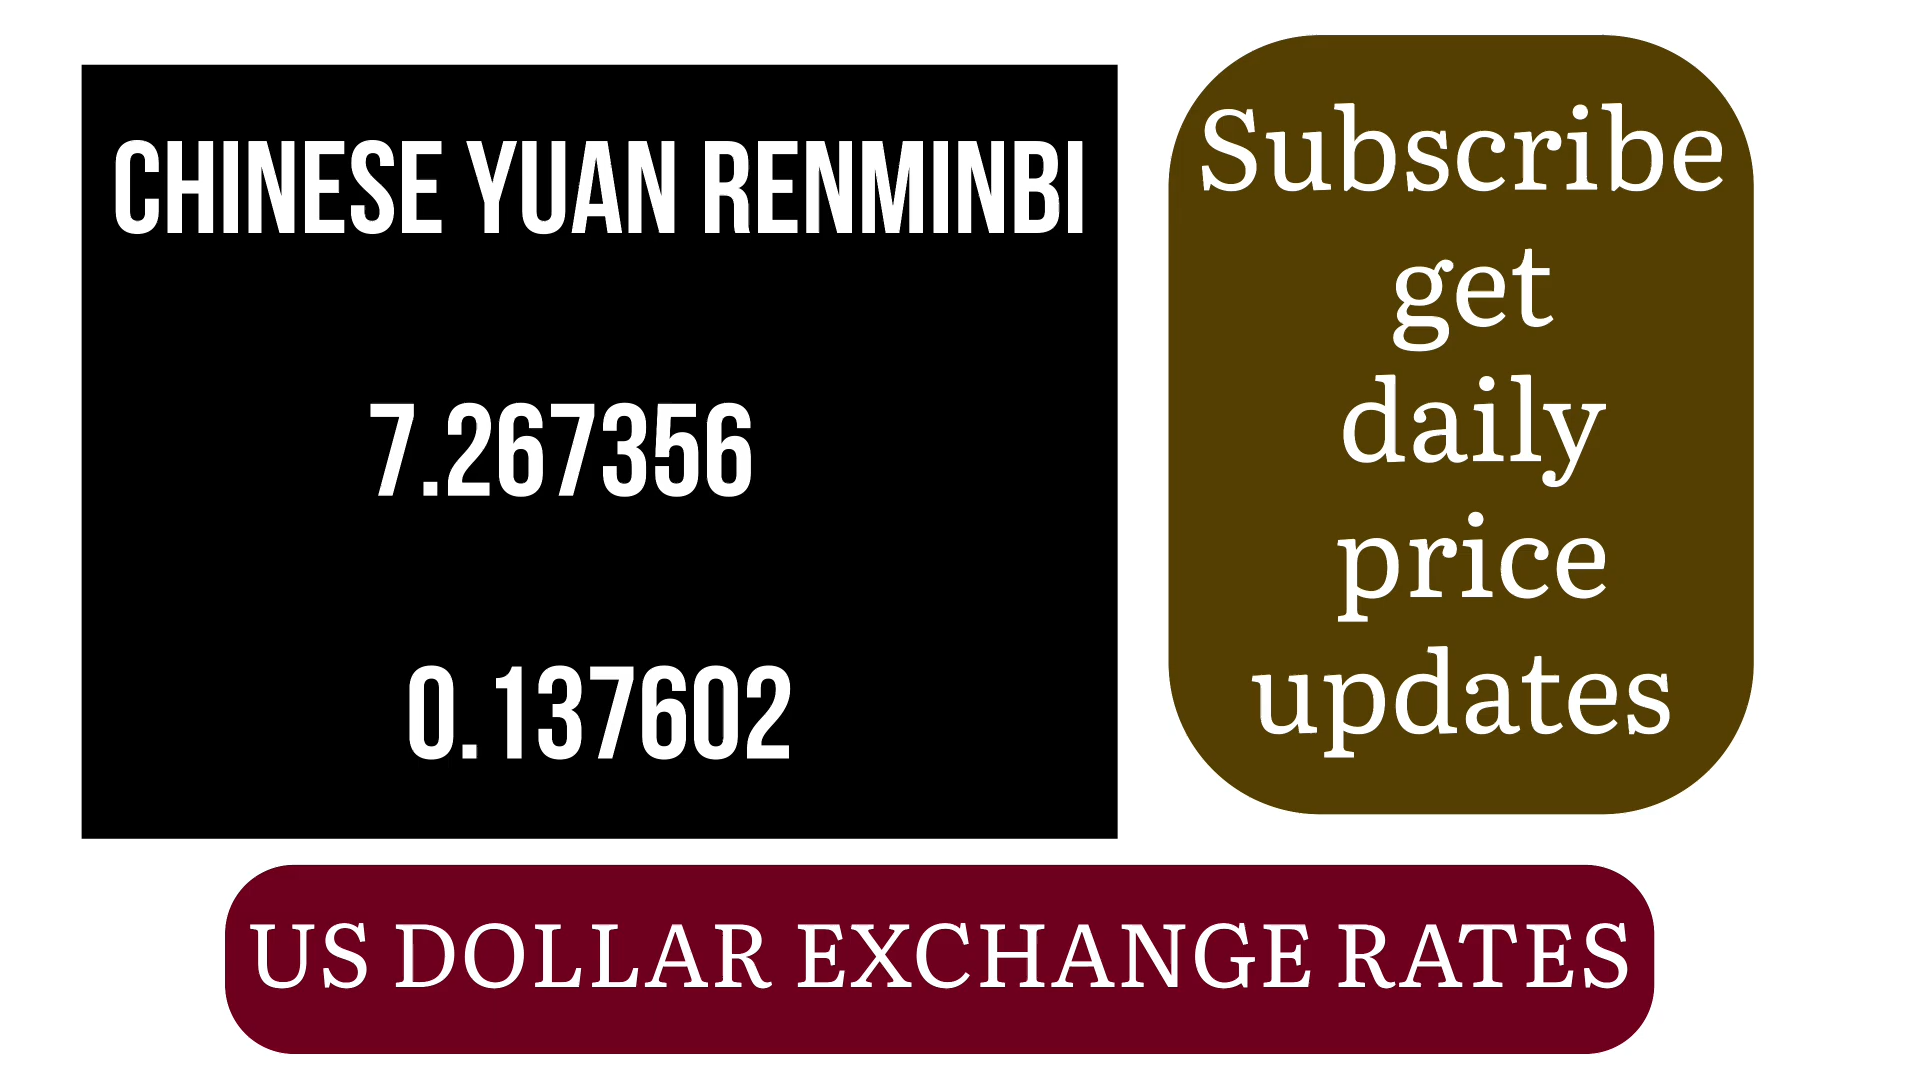 CHINESE YUAN RENMINBI
7.267356
0.137602
Subscribe
get
daily
price
updates
US DOLLAR EXCHANGE RATES